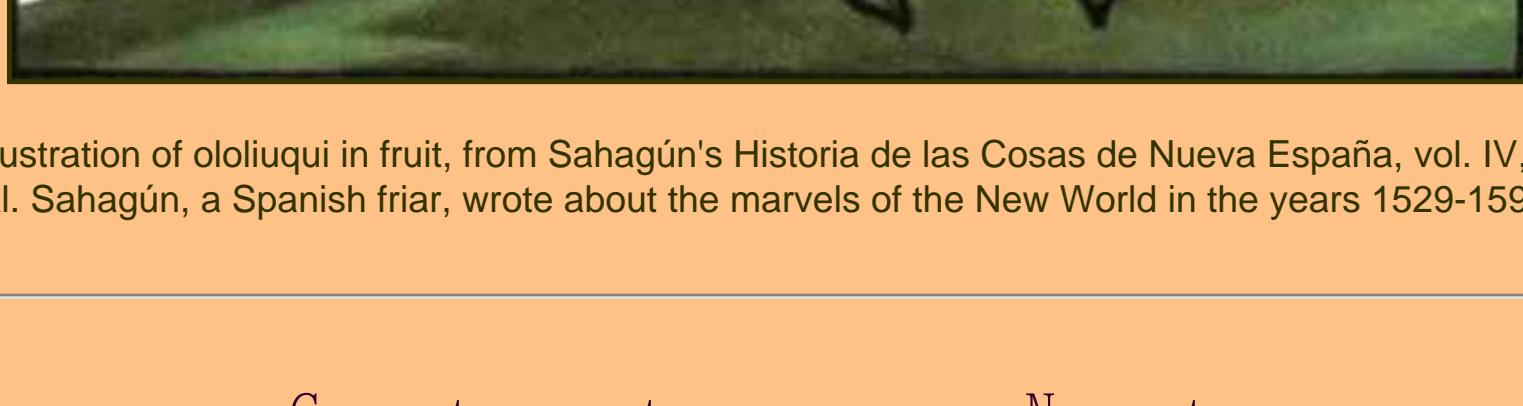 ustration of ololiuqui in fruit, from Sahagún's Historia de las Cosas de Nueva España, vol. IV,
l. Sahagún, a Spanish friar, wrote about the marvels of the New World in the years 1529-159